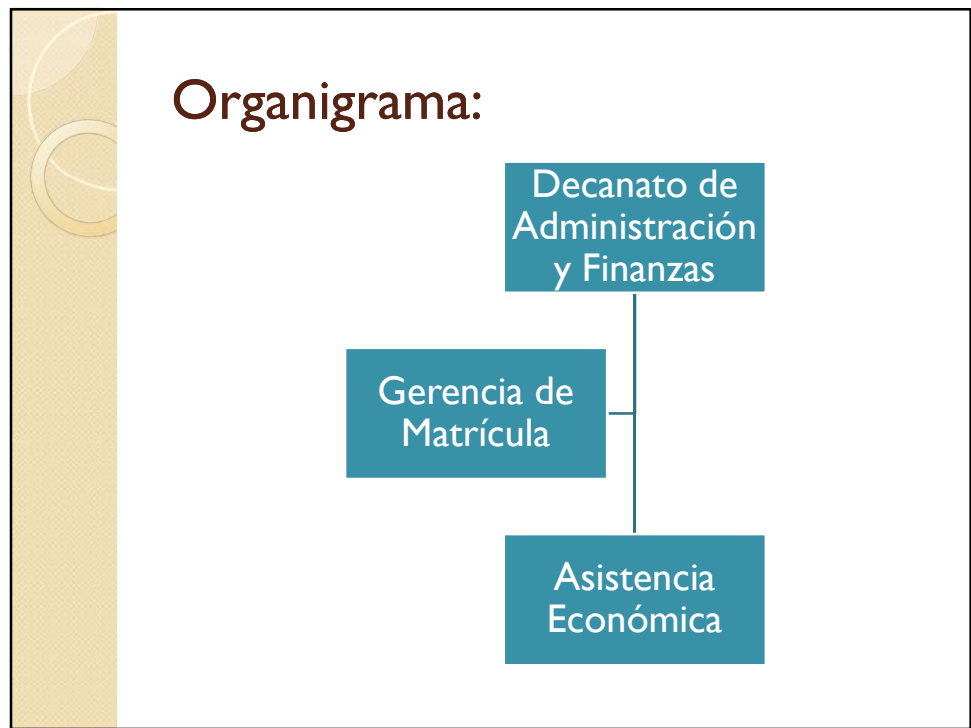 Organigrama:
Decanato de
Administración
y Finanzas
Gerencia de
Matrícula
Asistencia
Económica